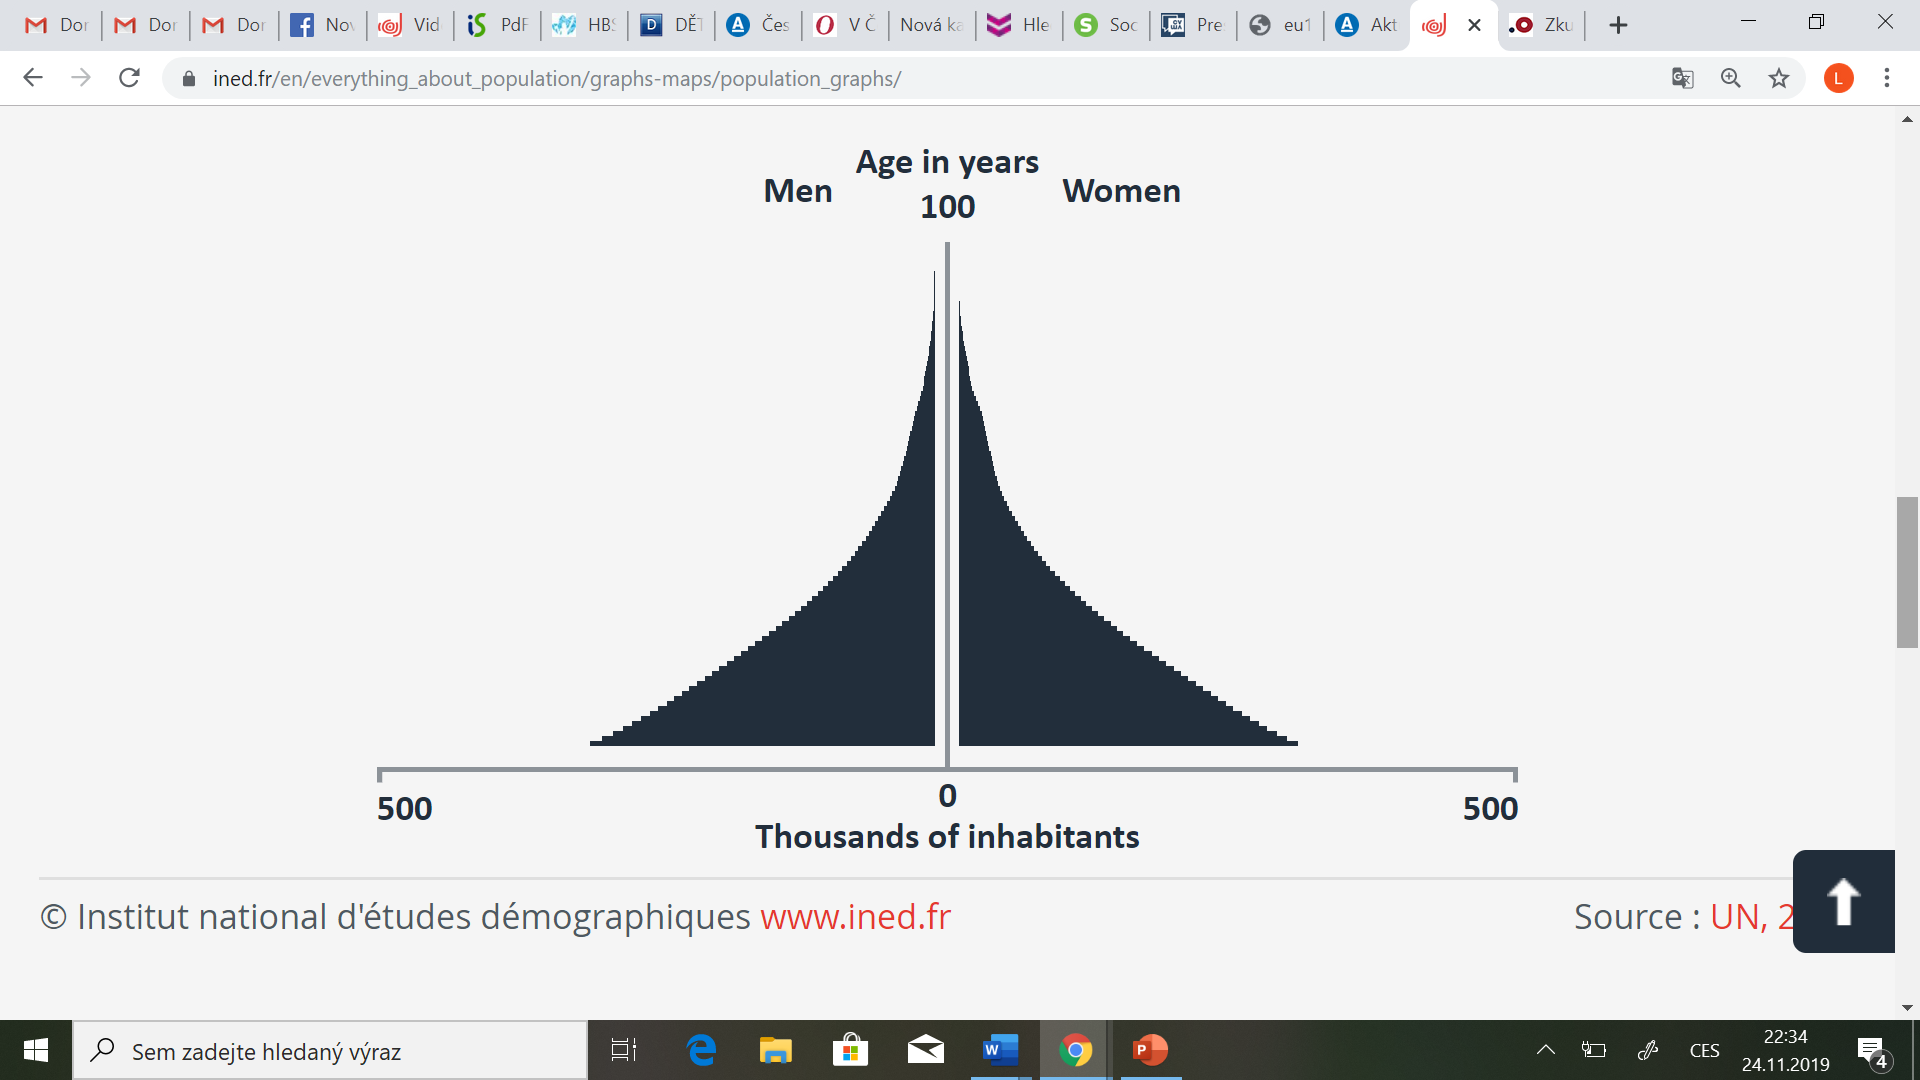 Dor
Dor
Dor
Nov
Vid
PdF
HBS
DĚT
Čes
V Č
Nová ka
Hle
Soc
Pre
eu1
Akt
Zku
ined.fr/en/everything_about_population/graphs-maps/population_graphs/
L
Age in years
Men
Women
100
500
0
500
Thousands of inhabitants
© Institut national d'études démographiques www.ined.fr
Source : UN, 2
Sem zadejte hledaný výraz
CES
22:34
24.11.2019
4